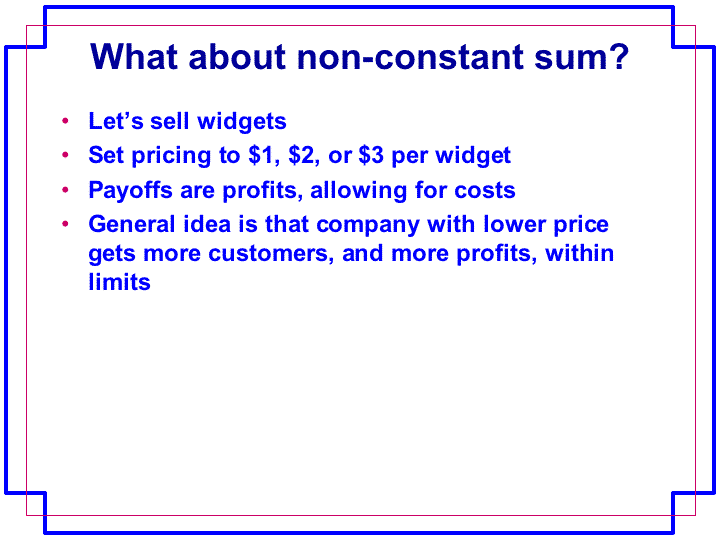 What about non-constant sum?
• Let’s sell widgets
• Set pricing to $1, $2, or $3 per widget
• Payoffs are profits, allowing for costs
• General idea is that company with lower price
gets more customers, and more profits, within
limits